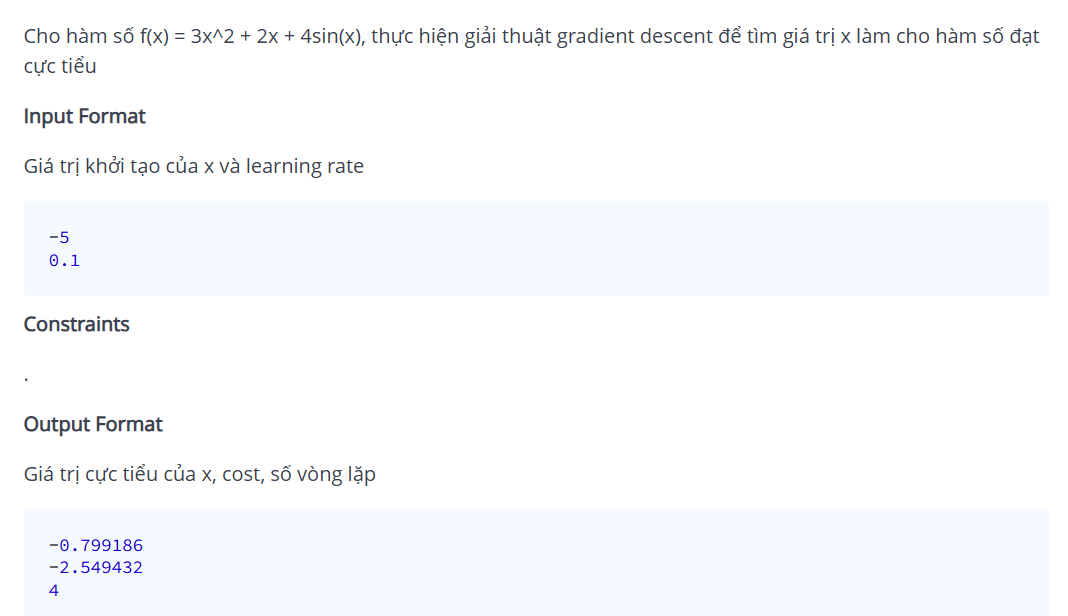 Cho hàm số f(x) = 3x^2 + 2x + 4sin(x), thực hiện giải thuật gradient descent để tìm giá trị x làm cho hàm số đạt
cực tiểu
Input Format
Giá trị khởi tạo của x và learning rate
-5
0.1
Constraints
.
Output Format
Giá trị cực tiểu của x, cost, số vòng lặp
-0.799186
-2.549432
4